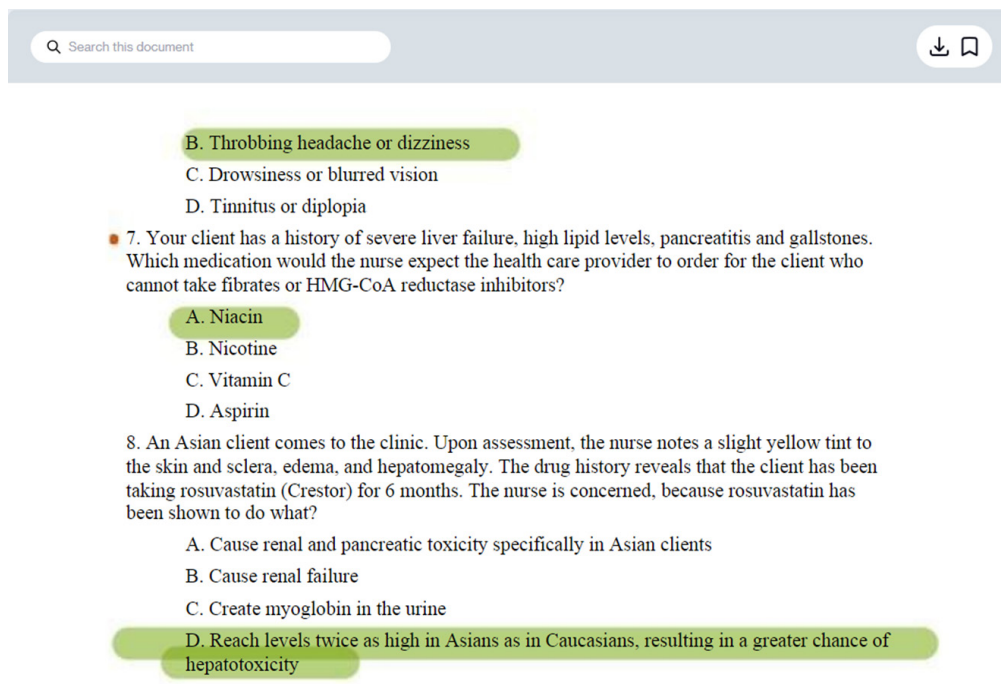 Search this document
B. Throbbing headache or dizziness
C. Drowsiness or blurred vision
D. Tinnitus or diplopia
7. Your client has a history of severe liver failure, high lipid levels, pancreatitis and gallstones.
Which medication would the nurse expect the health care provider to order for the client who
cannot take fibrates or HMG-CoA reductase inhibitors?
A. Niacin
B. Nicotine
C. Vitamin C
D. Aspirin
8. An Asian client comes to the clinic. Upon assessment, the nurse notes a slight yellow tint to
the skin and sclera, edema, and hepatomegaly. The drug history reveals that the client has been
taking rosuvastatin (Crestor) for 6 months. The nurse is concerned, because rosuvastatin has
been shown to do what?
A. Cause renal and pancreatic toxicity specifically in Asian clients
B. Cause renal failure
C. Create myoglobin in the urine
D. Reach levels twice as high in Asians as in Caucasians, resulting in a greater chance of
hepatotoxicity